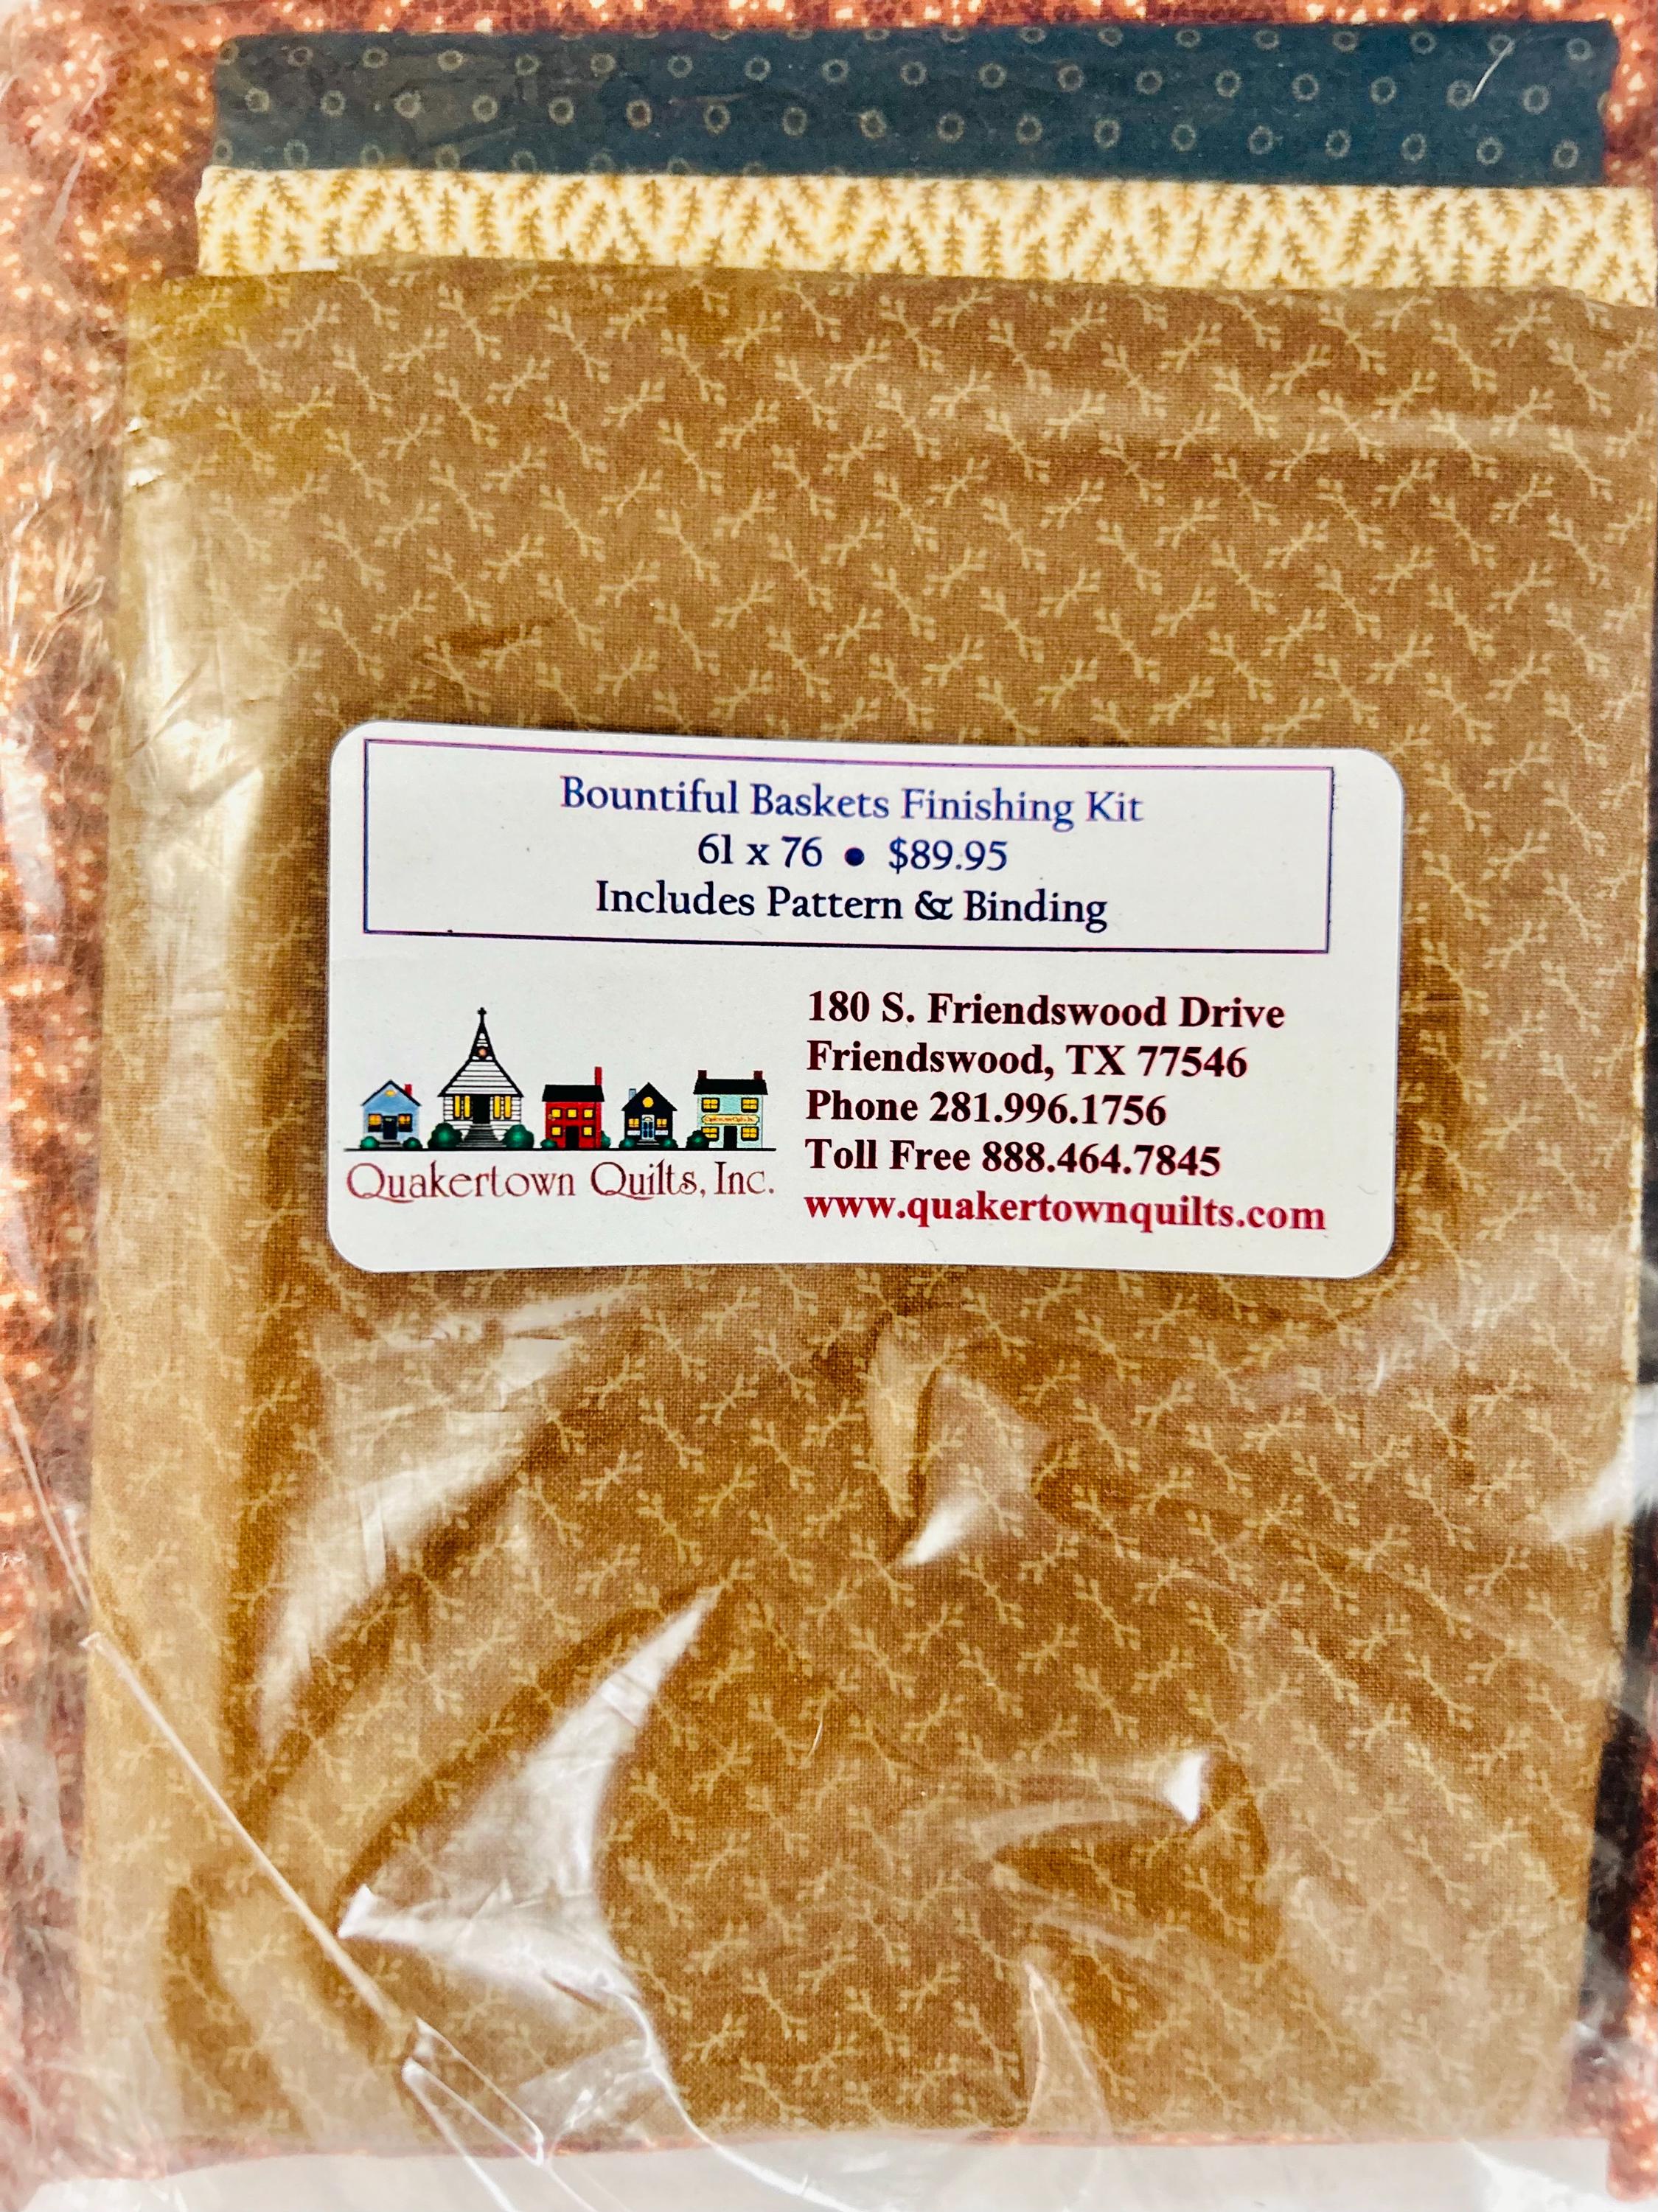 Bountiful Baskets Finishing Kit
61 x 76 • $89.95
Includes Pattern & Binding
180 S. Friendswood Drive
Friendswood, TX 77546
Phone 281.996.1756
Toll Free 888.464.7845
www.quakertownquilts.com
Quakertown Quilts, Inc.